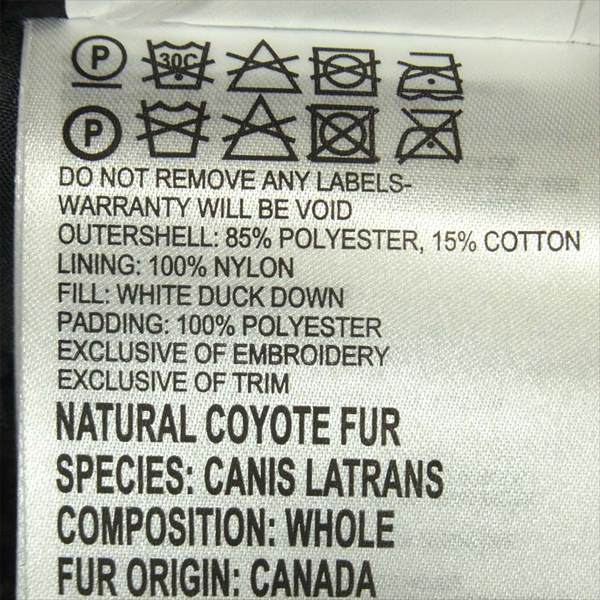 P 30C
P
DO NOT REMOVE ANY LABELS-
WARRANTY WILL BE VOID
OUTERSHELL: 85% POLYESTER, 15% COTTON
LINING: 100% NYLON
FILL: WHITE DUCK DOWN
PADDING: 100% POLYESTER
EXCLUSIVE OF EMBROIDERY
EXCLUSIVE OF TRIM
NATURAL COYOTE FUR
SPECIES: CANIS LATRANS
COMPOSITION: WHOLE
FUR ORIGIN: CANADA